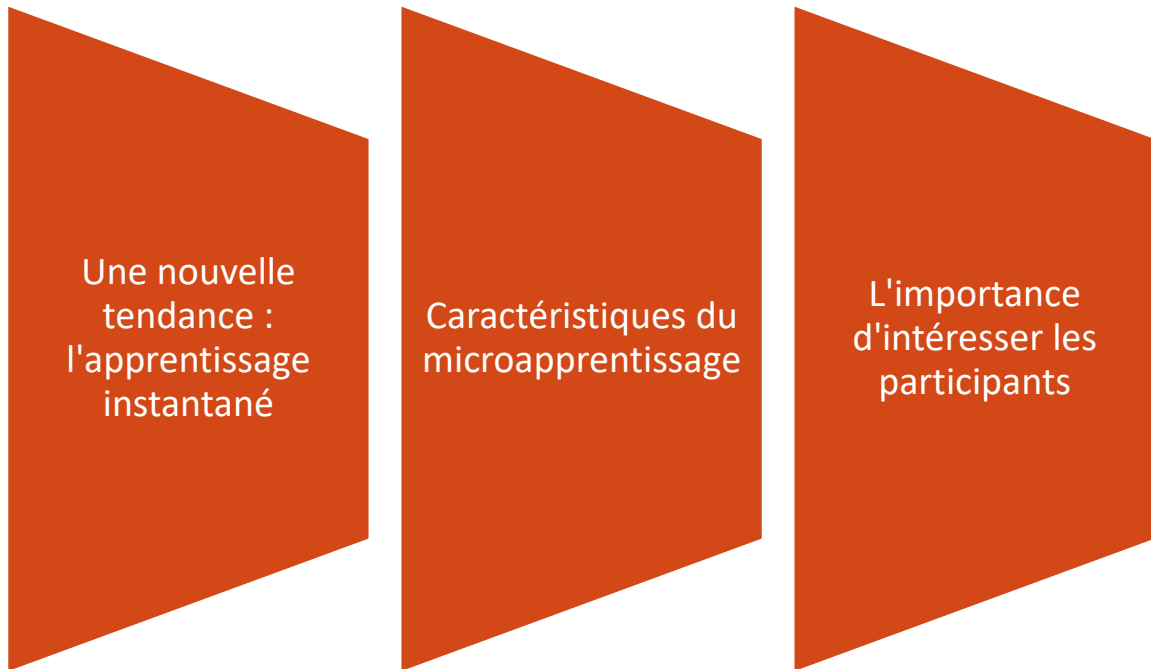 Une nouvelle
tendance :
l'apprentissage
instantané
Caractéristiques du
microapprentissage
L'importance
d'intéresser les
participants